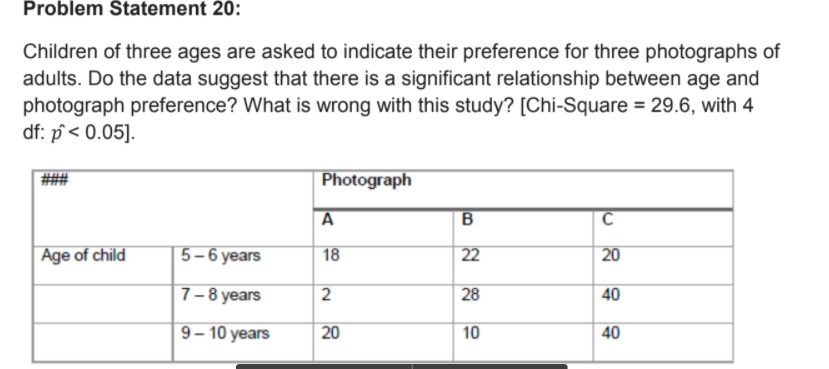 Problem Statement 20:
Children of three ages are asked to indicate their preference for three photographs of
adults. Do the data suggest that there is a significant relationship between age and
photograph preference? What is wrong with this study? [Chi-Square = 29.6, with 4
df: p̂ < 0.05].
### Photograph
A B C
Age of child 5 – 6 years 18 22 20
7 – 8 years 2 28 40
9 – 10 years 20 10 40